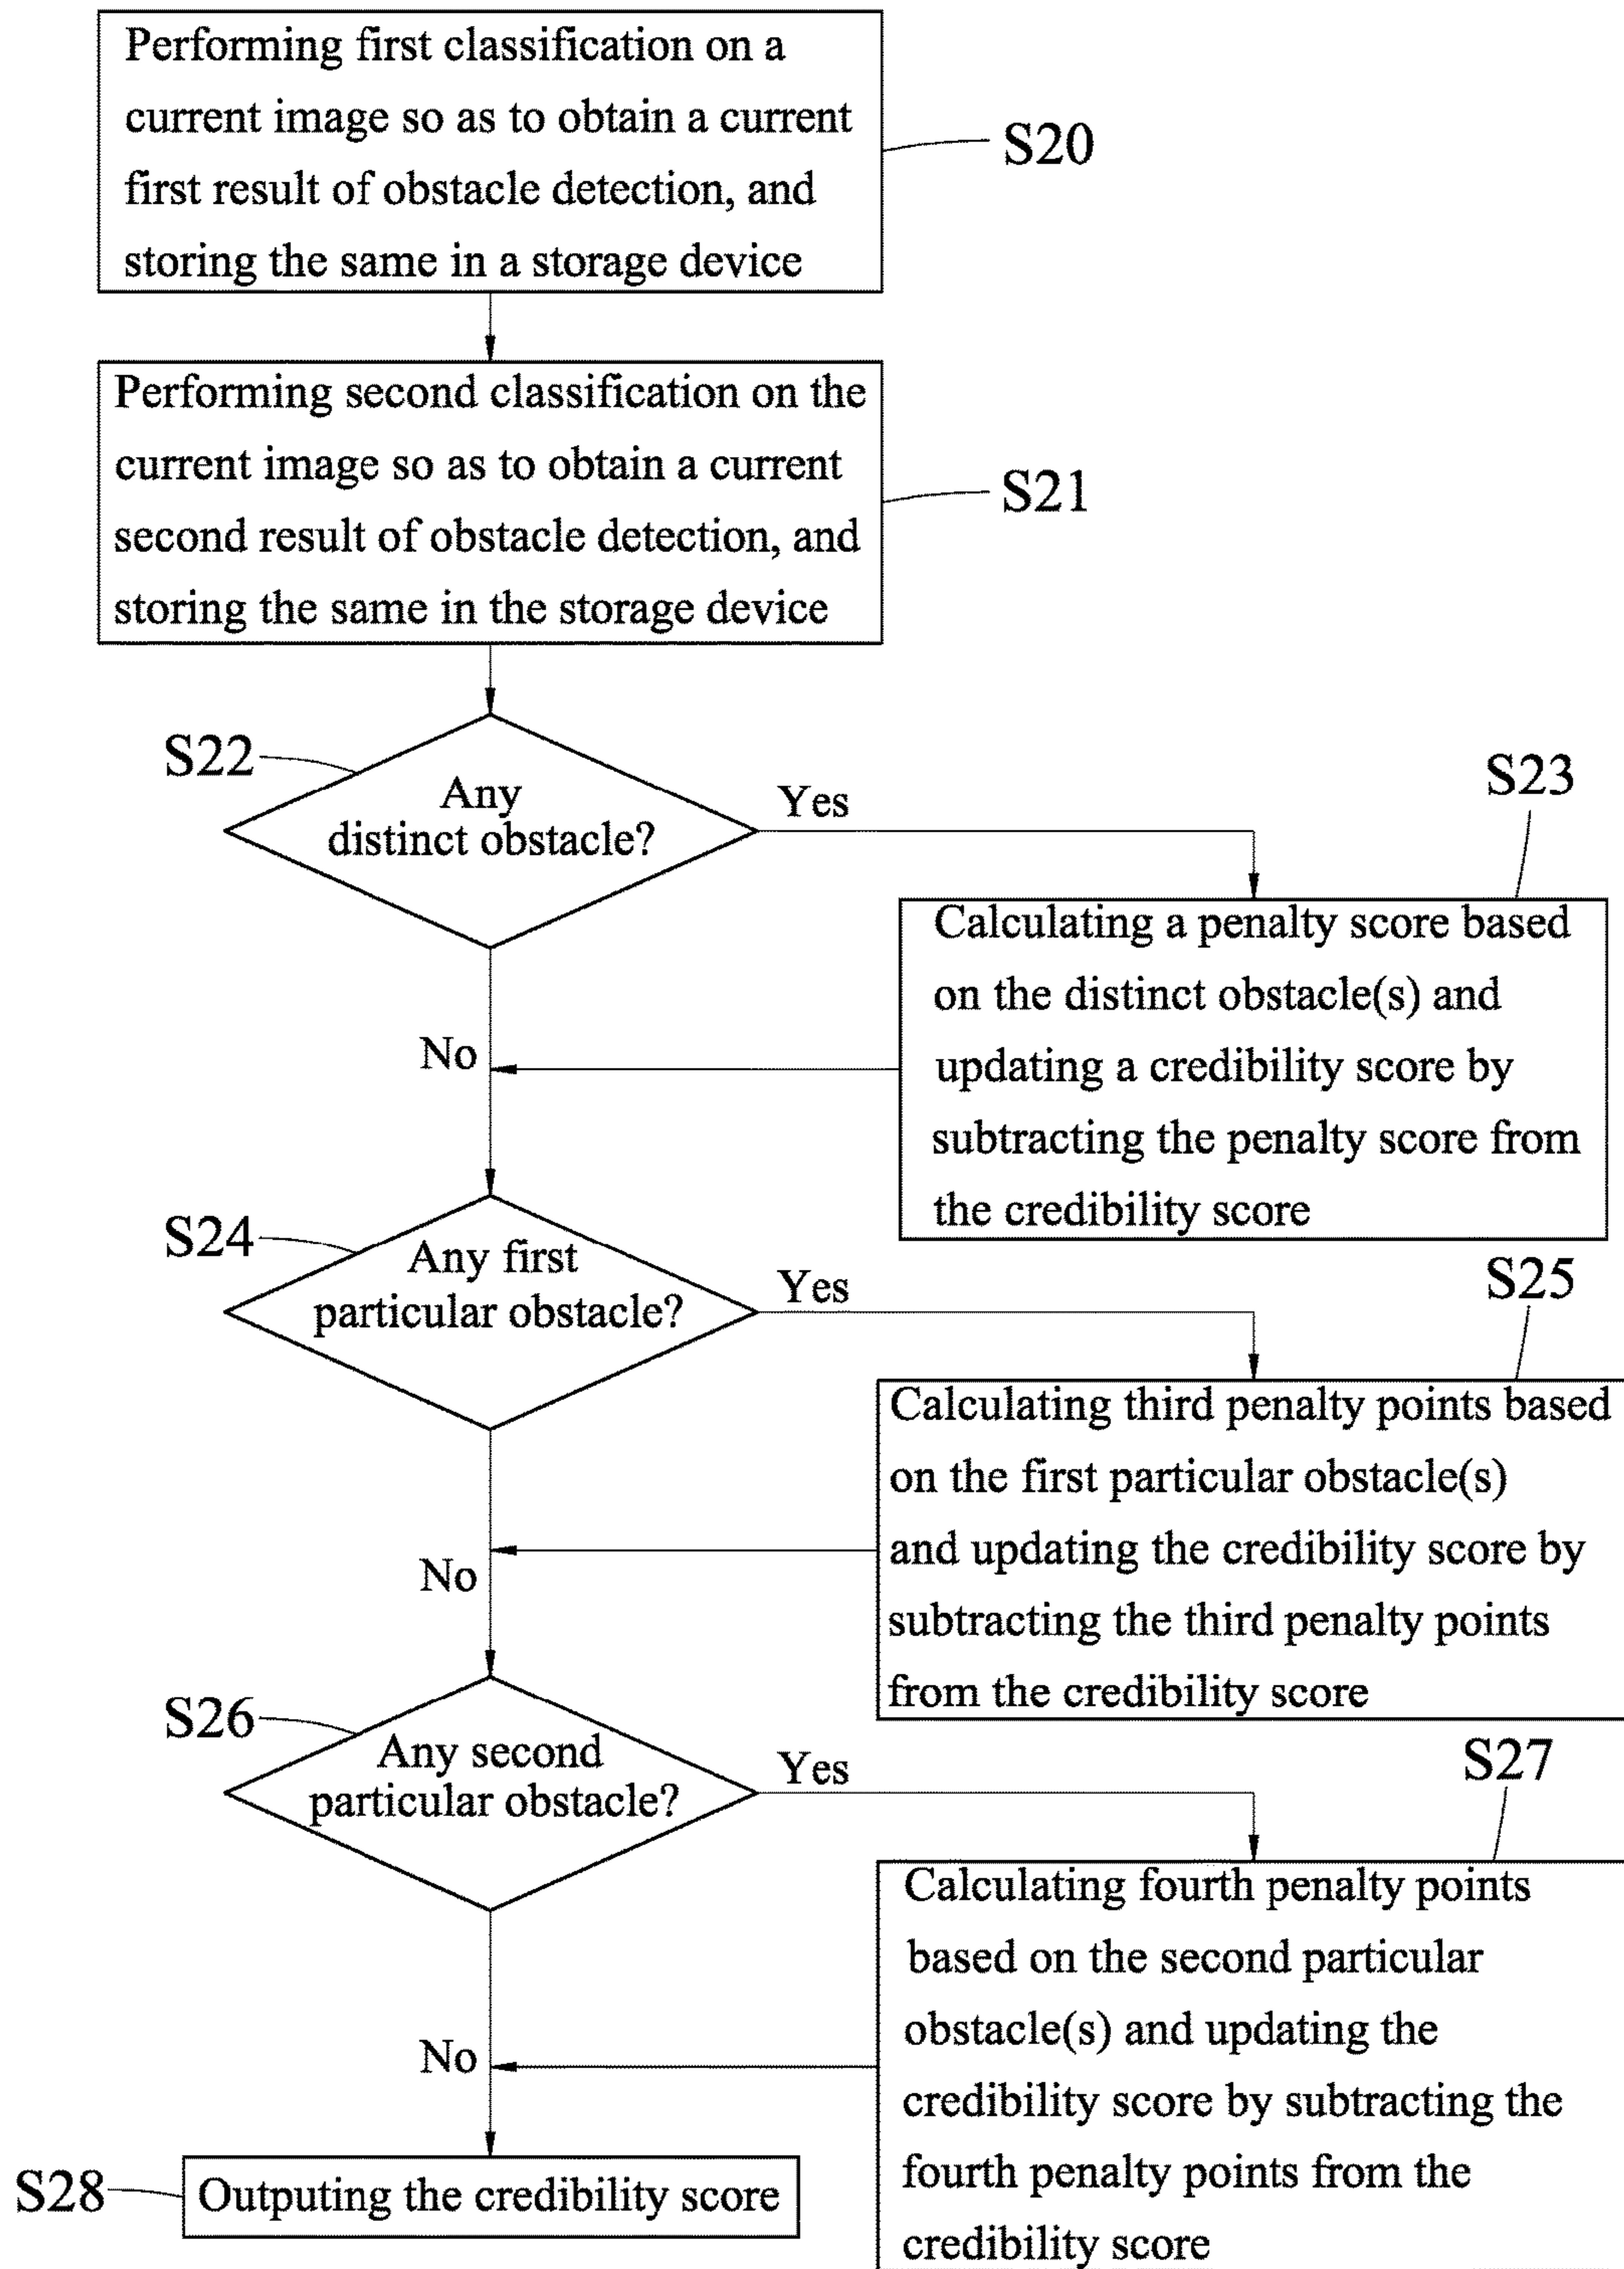 Performing first classification on a
current image so as to obtain a current
first result of obstacle detection, and
storing the same in a storage device
S20
Performing second classification on the
current image so as to obtain a current
second result of obstacle detection, and
storing the same in the storage device
S21
S22
Any
distinct obstacle?
Yes
S23
Calculating a penalty score based
on the distinct obstacle(s) and
updating a credibility score by
subtracting the penalty score from
the credibility score
No
S24
Any first
particular obstacle?
Yes
S25
Calculating third penalty points based
on the first particular obstacle(s)
and updating the credibility score by
subtracting the third penalty points
from the credibility score
No
S26
Any second
particular obstacle?
Yes
S27
Calculating fourth penalty points
based on the second particular
obstacle(s) and updating the
credibility score by subtracting the
fourth penalty points from the
credibility score
No
S28
Outputing the credibility score